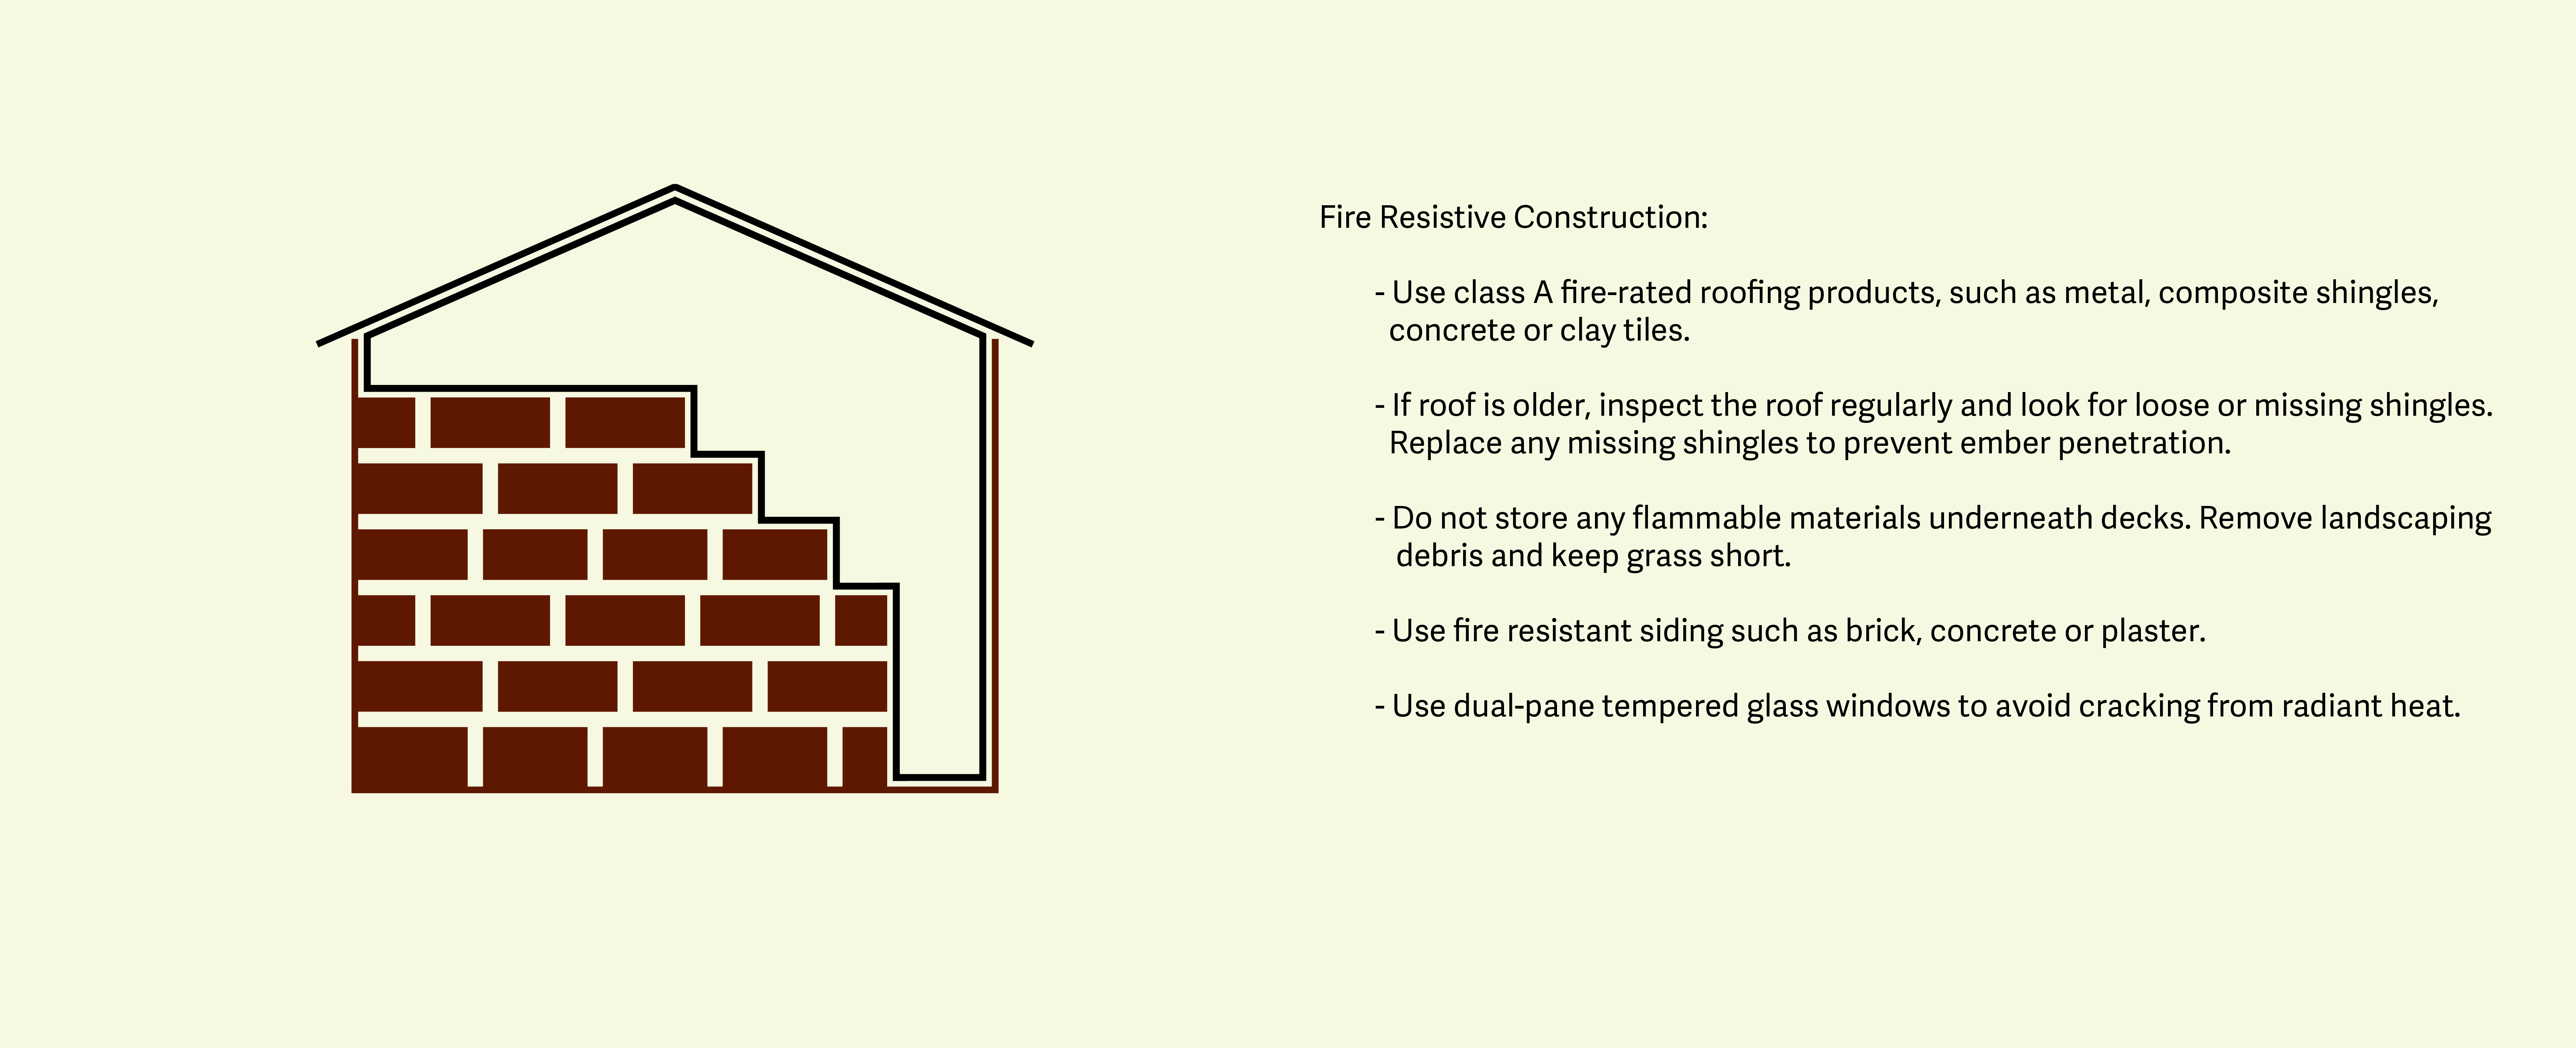 Fire Resistive Construction:
- Use class A fire-rated roofing products, such as metal, composite shingles,
concrete or clay tiles.
- If roof is older, inspect the roof regularly and look for loose or missing shingles.
Replace any missing shingles to prevent ember penetration.
- Do not store any flammable materials underneath decks. Remove landscaping
debris and keep grass short.
- Use fire resistant siding such as brick, concrete or plaster.
- Use dual-pane tempered glass windows to avoid cracking from radiant heat.